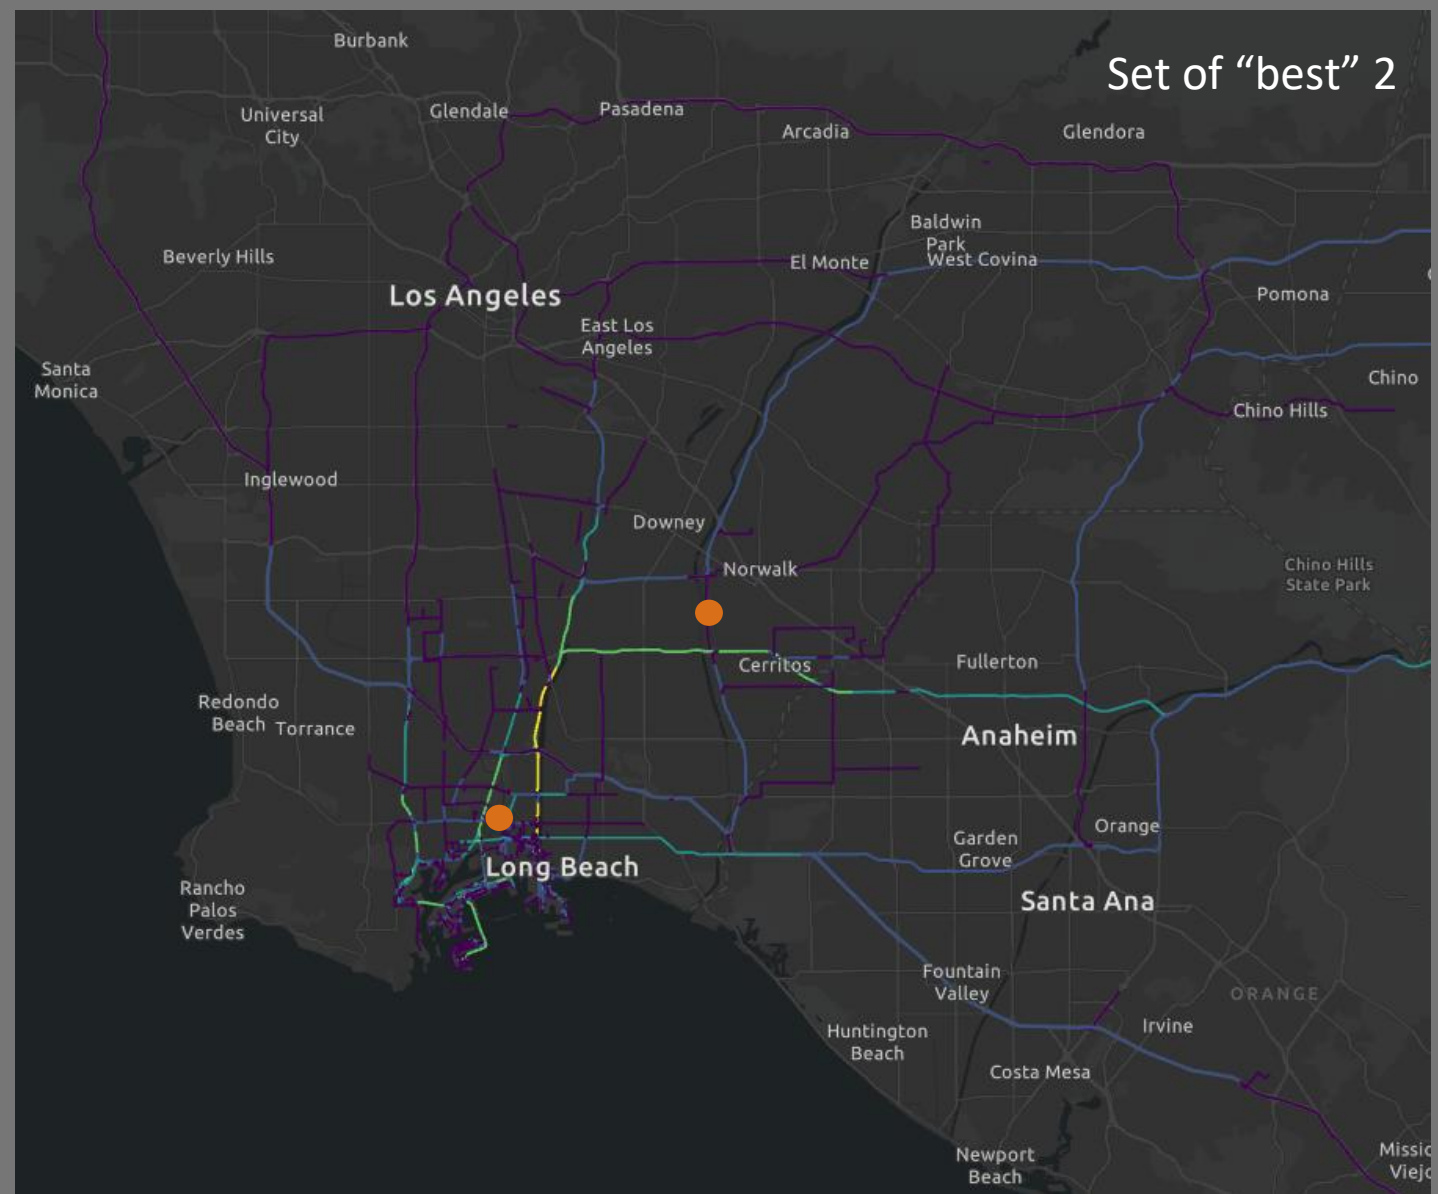 Burbank
Set of “best” 2
Universal
City
Glendale
Pasadena
Arcadia
Glendora
Baldwin
Park
West Covina
Beverly Hills
El Monte
Los Angeles
Pomona
East Los
Angeles
Santa
Monica
Chino
Chino Hills
Inglewood
Downey
Norwalk
Chino Hills
State Park
Cerritos
Fullerton
Redondo
Beach
Torrance
Anaheim
Garden
Grove
Orange
Long Beach
Rancho
Palos
Verdes
Santa Ana
Fountain
Valley
ORANGE
Huntington
Beach
Irvine
Costa Mesa
Newport
Beach
Missio
Viejo